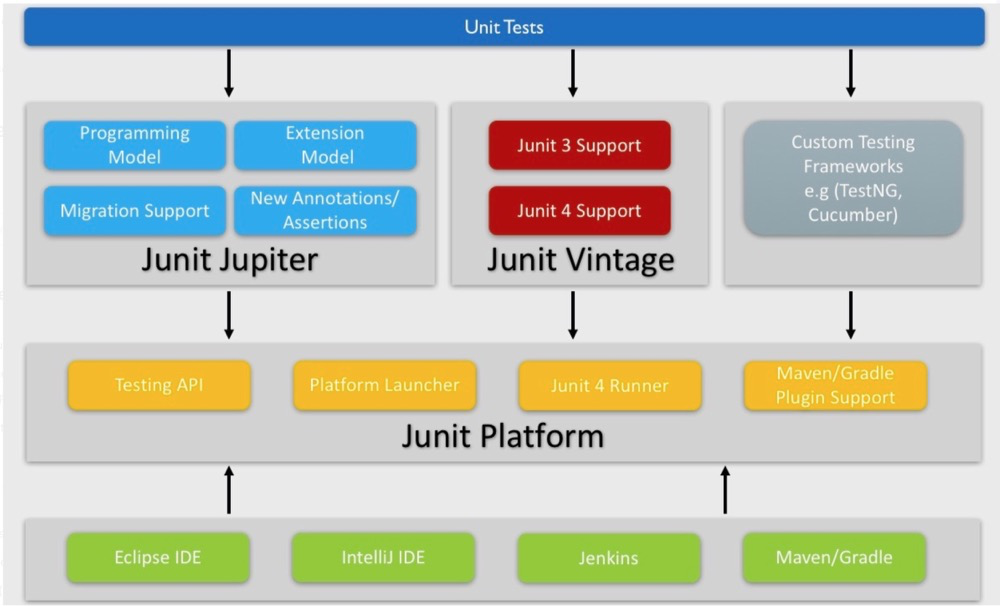 Unit Tests
Programming
Model
Extension
Model
Migration Support
New Annotations/
Assertions
Junit Jupiter
Junit 3 Support
Junit 4 Support
Junit Vintage
Custom Testing
Frameworks
e.g (TestNG,
Cucumber)
Testing API
Platform Launcher
Junit 4 Runner
Maven/Gradle
Plugin Support
Junit Platform
Eclipse IDE
IntelliJ IDE
Jenkins
Maven/Gradle